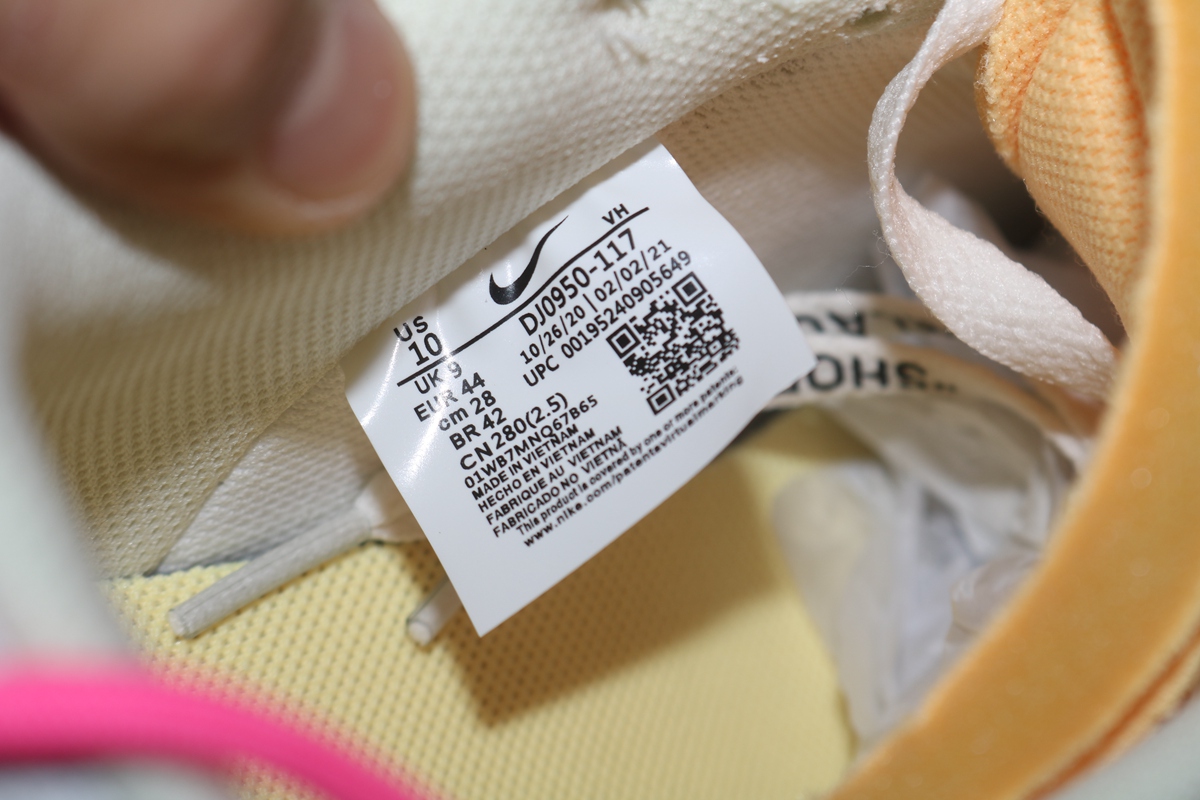 VH
US
10
DJ0950-117
10/26/20 | 02/02/21
UPC 00195240905649
UK 9
EUR 44
cm 28
BR 42
CN 280(2.5)
01WB7MNQ67B65
MADE IN VIETNAM
HECHO EN VIETNAM
FABRIQUE AU VIETNAM
FABRICADO NO VIETNÃ
This product is covered by one or more patents:
www.nike.com/patentsvirtualmarking
"SHO